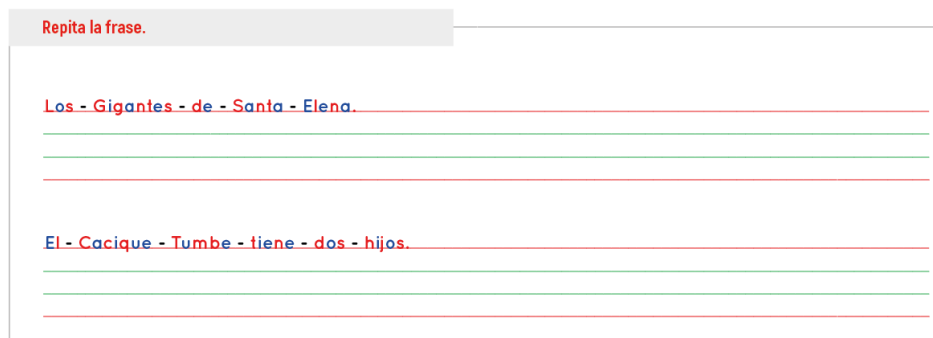 Repita la frase.
Los - Gigantes - de - Santa - Elena.
El - Cacique - Tumbe - tiene - dos - hijos.